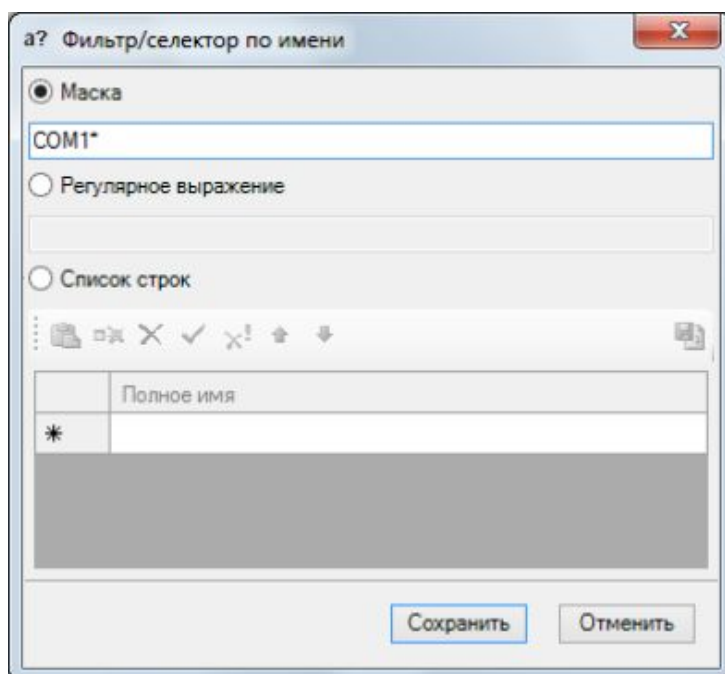 a? Фильтр/селектор по имени
Маска
COM1*
Регулярное выражение
Список строк
Полное имя
*
Сохранить Отменить